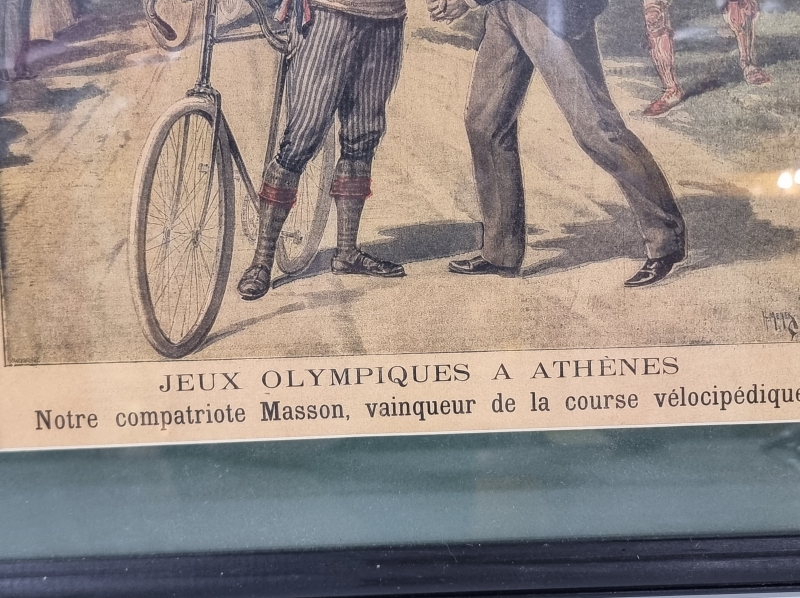 JEUX OLYMPIQUES A ATHÈNES
Notre compatriote Masson, vainqueur de la course vélocipédique